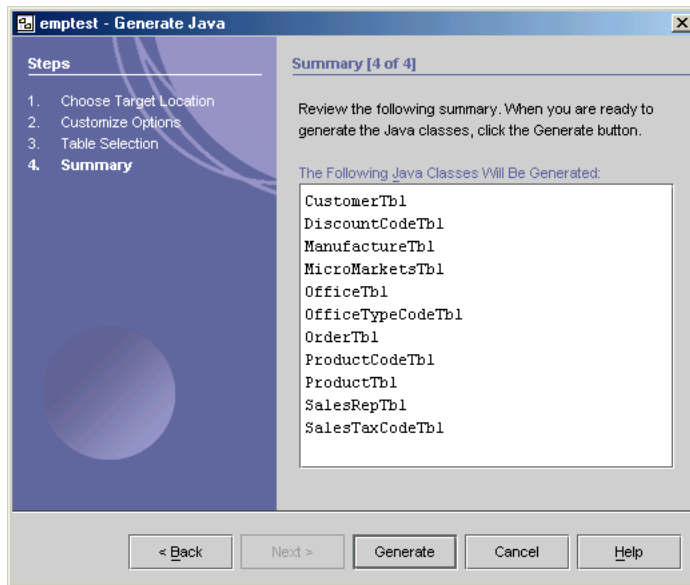 emptest - Generate Java
Steps
1. Choose Target Location
2. Customize Options
3. Table Selection
4. Summary
Summary [4 of 4]
Review the following summary. When you are ready to
generate the Java classes, click the Generate button.
The Following Java Classes Will Be Generated:
CustomerTbl
DiscountCodeTbl
ManufactureTbl
MicroMarketsTbl
OfficeTbl
OfficeTypeCodeTbl
OrderTbl
ProductCodeTbl
ProductTbl
SalesRepTbl
SalesTaxCodeTbl
< Back
Next >
Generate
Cancel
Help